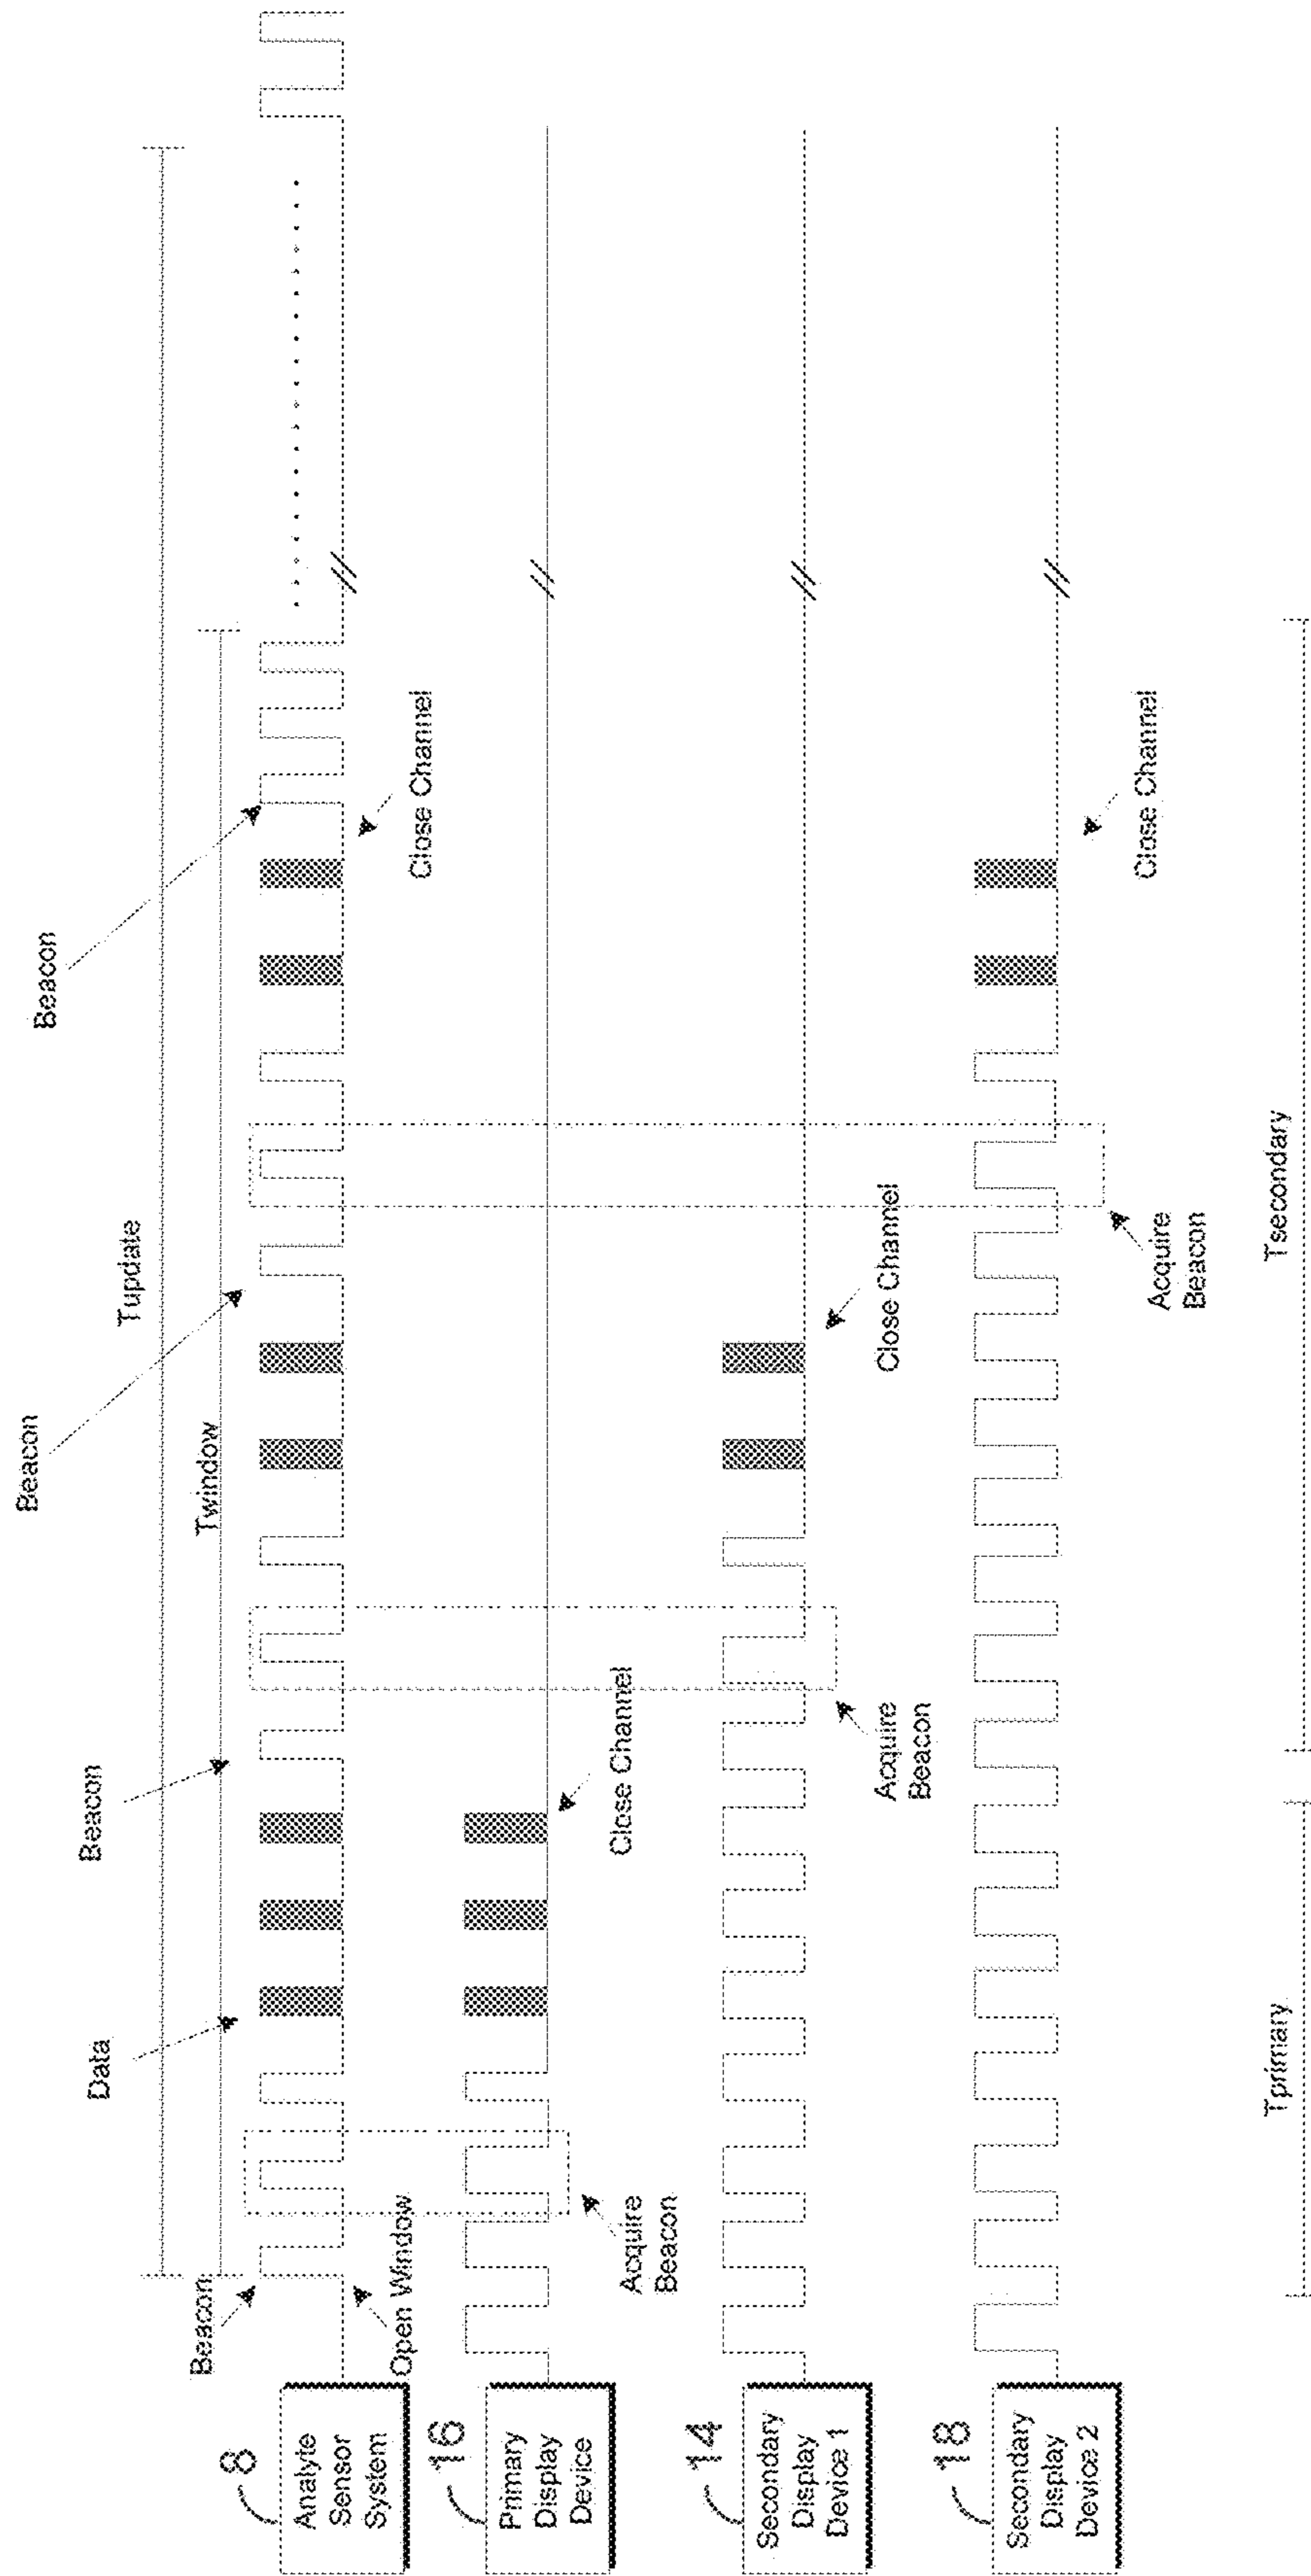 Beacon
Beacon
Tupdate
Beacon
Twindow
Data
Beacon
8
Analyte
Sensor
System
Open Window
Close Channel
16
Primary
Display
Device
Acquire
Beacon
Close Channel
14
Secondary
Display
Device 1
Acquire
Beacon
Close Channel
18
Secondary
Display
Device 2
Acquire
Beacon
Close Channel
Tprimary
Tsecondary